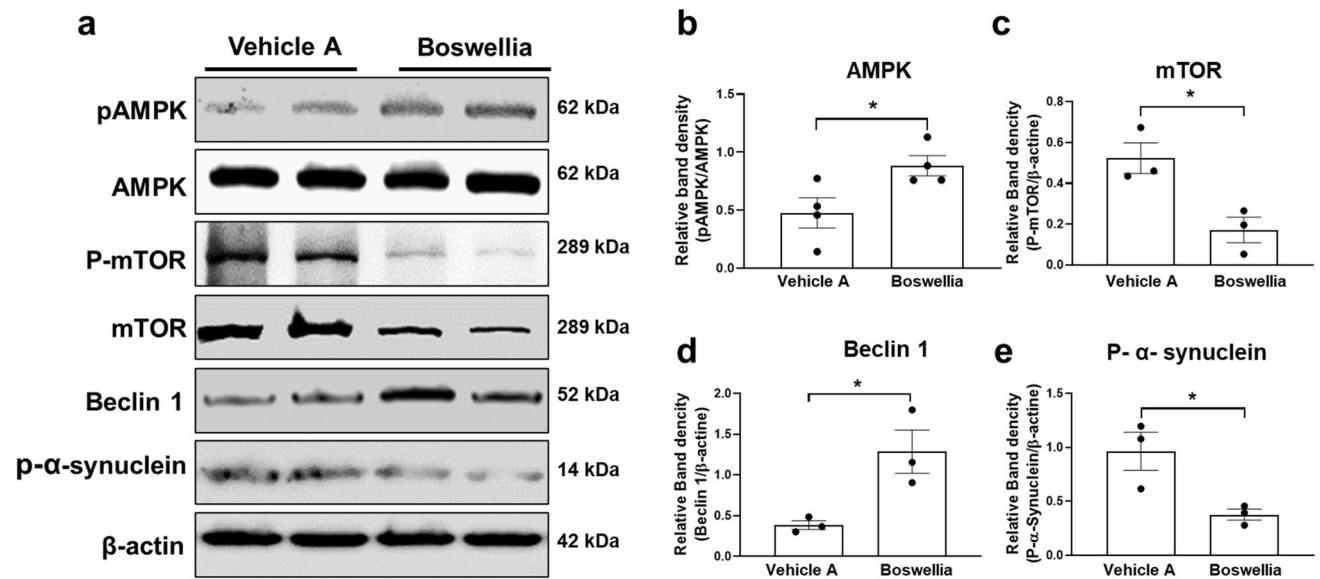 a
Vehicle A Boswellia
pAMPK 62 kDa
AMPK 62 kDa
P-mTOR 289 kDa
mTOR 289 kDa
Beclin 1 52 kDa
p-α-synuclein 14 kDa
β-actin 42 kDa
b
AMPK
Relative band density
(pAMPK/AMPK)
1.5
1.0
0.5
0.0
*
Vehicle A Boswellia
c
mTOR
Relative Band dencity
(P-mTOR/β-actine)
0.8
0.6
0.4
0.2
0.0
*
Vehicle A Boswellia
d
Beclin 1
Relative Band dencity
(Beclin 1/β-actine)
2.0
1.5
1.0
0.5
0.0
*
Vehicle A Boswellia
e
P- α- synuclein
Relative Band dencity
(P-α-Synuclein/β-actine)
1.5
1.0
0.5
0.0
*
Vehicle A Boswellia